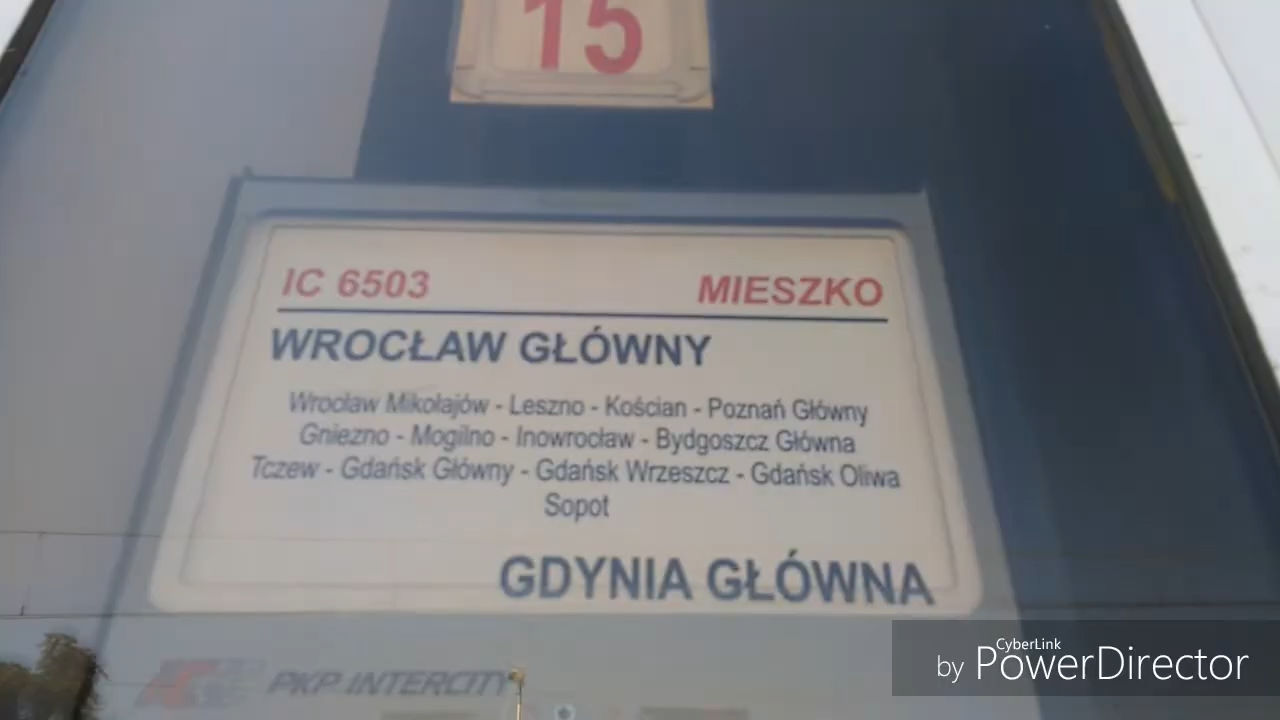 15
IC 6503 MIESZKO
WROCŁAW GŁÓWNY
Wrocław Mikołajów - Leszno - Kościan - Poznań Główny
Gniezno - Mogilno - Inowrocław - Bydgoszcz Główna
Tczew - Gdańsk Główny - Gdańsk Wrzeszcz - Gdańsk Oliwa
Sopot
GDYNIA GŁÓWNA
PKP INTERCITY
by CyberLink PowerDirector